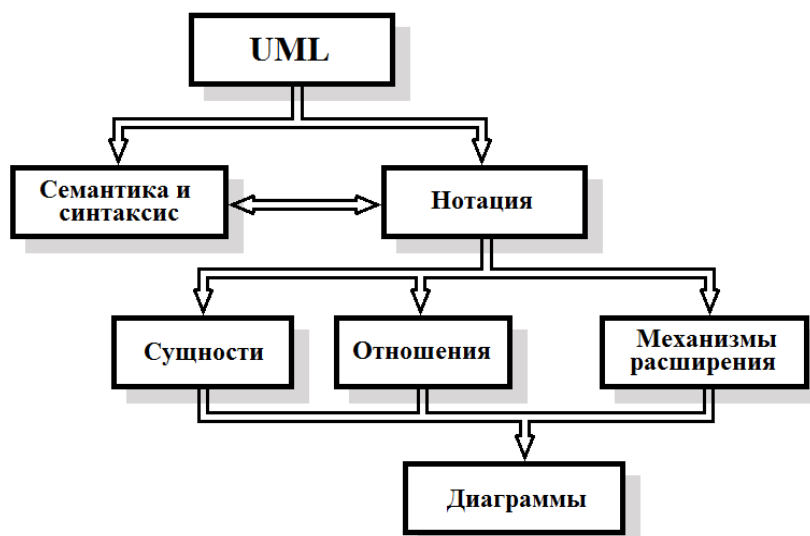 UML
Семантика и
синтаксис
Нотация
Сущности
Отношения
Механизмы
расширения
Диаграммы